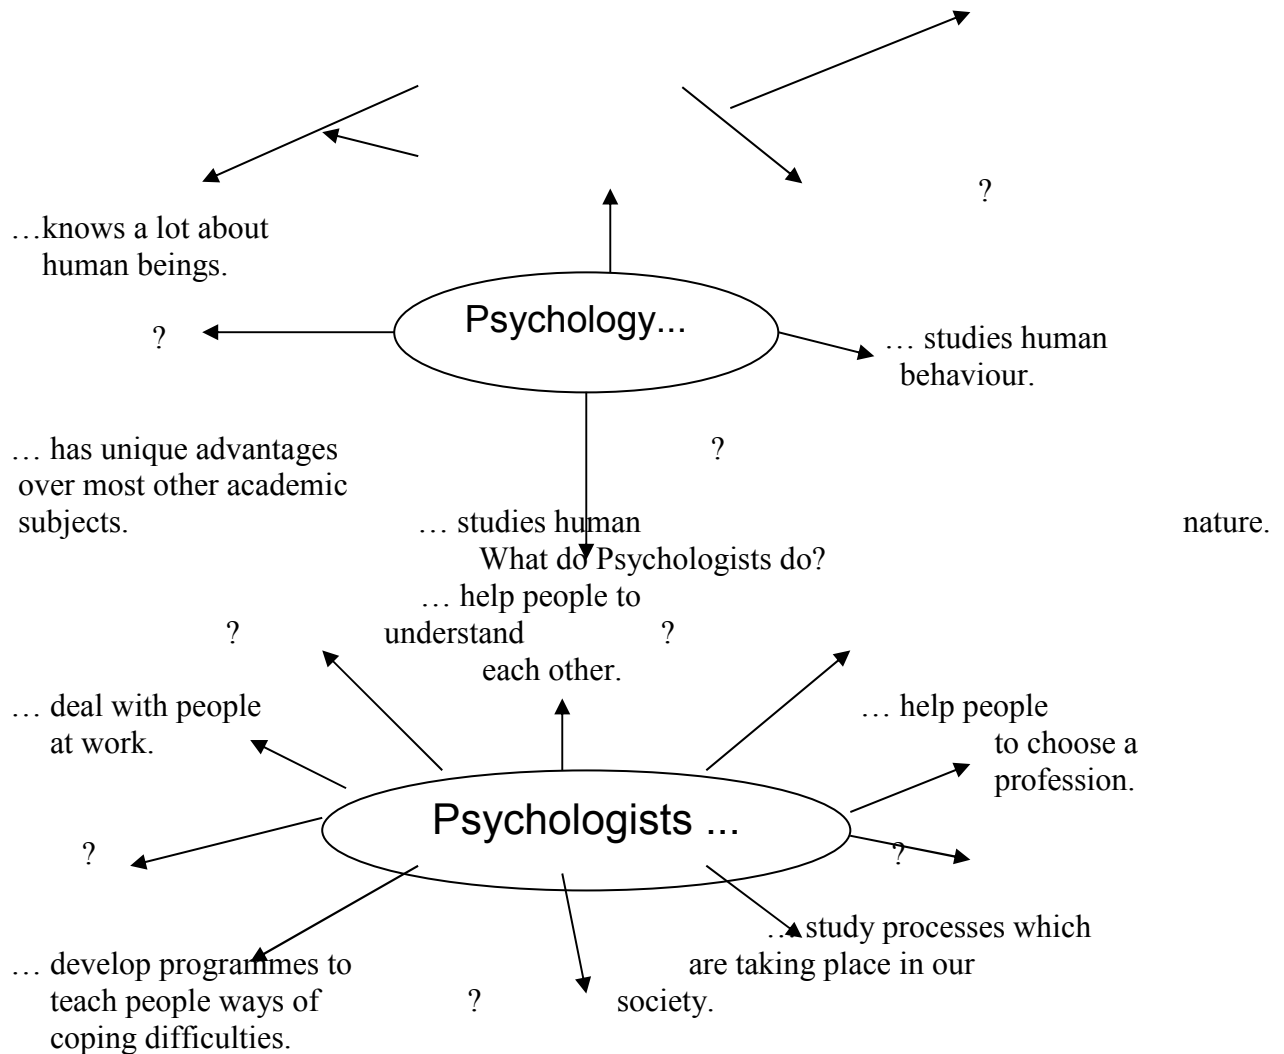 ?
…knows a lot about
human beings.
Psychology...
?
… studies human
behaviour.
… has unique advantages
over most other academic
subjects.
?
… studies human nature.
What do Psychologists do?
… help people to
understand
each other.
?
?
… deal with people
at work.
… help people
to choose a
profession.
Psychologists ...
?
?
… study processes which
are taking place in our
society.
… develop programmes to
teach people ways of
coping difficulties.
?